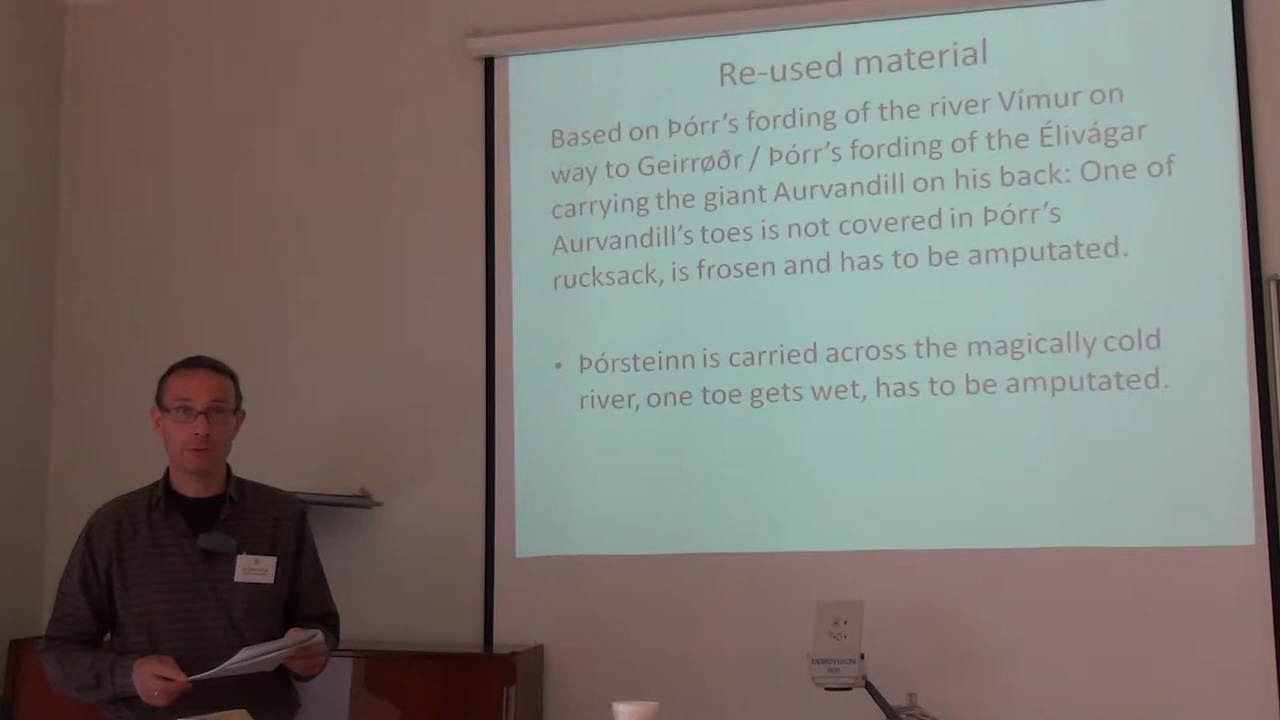 Re-used material
Based on Þórr's fording of the river Vímur on
way to Geirrøðr / Þórr's fording of the Élivágar
carrying the giant Aurvandill on his back: One of
Aurvandill's toes is not covered in Þórr's
rucksack, is frosen and has to be amputated.
• Þórsteinn is carried across the magically cold
river, one toe gets wet, has to be amputated.
DEMOVISION
600